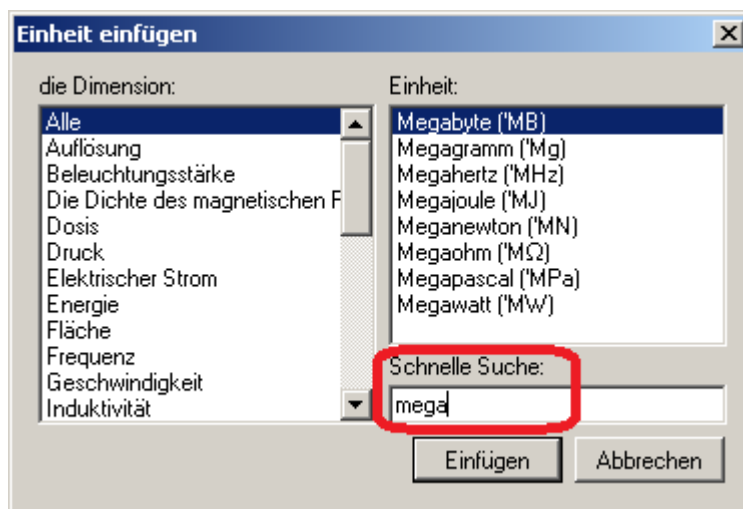 Einheit einfügen
die Dimension:
Alle
Auflösung
Beleuchtungsstärke
Die Dichte des magnetischen F
Dosis
Druck
Elektrischer Strom
Energie
Fläche
Frequenz
Geschwindigkeit
Induktivität
Einheit:
Megabyte ('MB)
Megagramm ('Mg)
Megahertz ('MHz)
Megajoule ('MJ)
Meganewton ('MN)
Megaohm ('MΩ)
Megapascal ('MPa)
Megawatt ('MW)
Schnelle Suche:
mega
Einfügen
Abbrechen